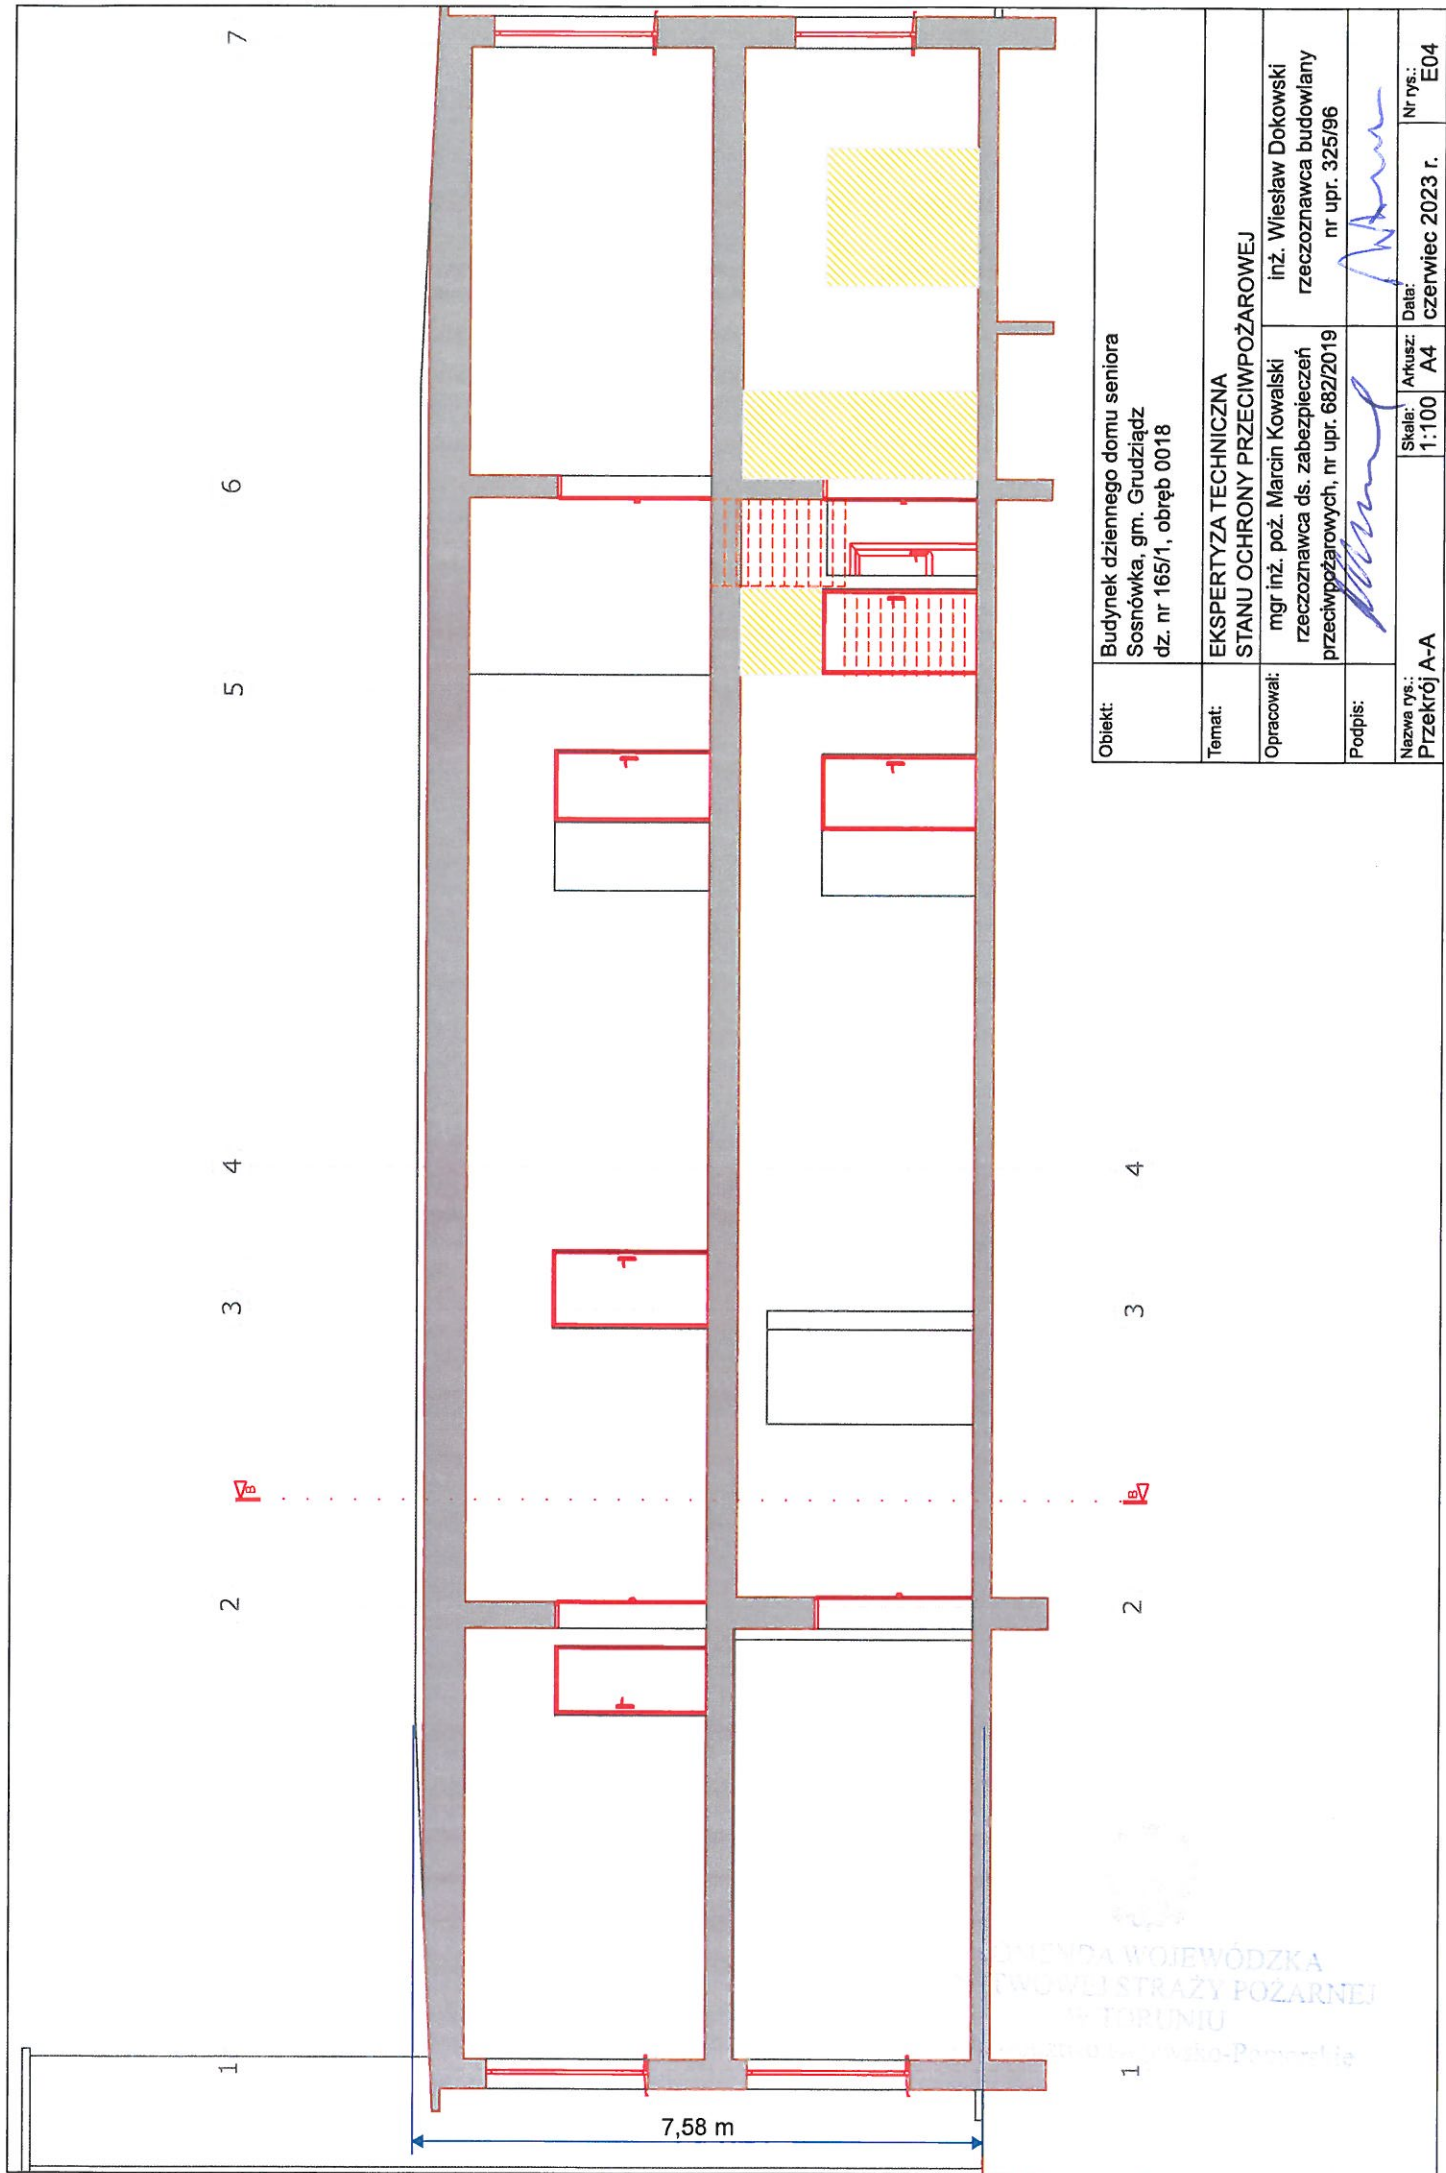 7
6
5
4
3
2
1
B
B
4
3
2
1
7,58 m
Obiekt:
Budynek dziennego domu seniora
Sosnówka, gm. Grudziądz
dz. nr 165/1, obręb 0018
Temat:
EKSPERTYZA TECHNICZNA
STANU OCHRONY PRZECIWPOŻAROWEJ
Opracował:
mgr inż. poż. Marcin Kowalski
rzeczoznawca ds. zabezpieczeń
przeciwpożarowych, nr upr. 682/2019
inż. Wiesław Dokowski
rzeczoznawca budowlany
nr upr. 325/96
Podpis:
Nazwa rys.:
Przekrój A-A
Skala:
1:100
Arkusz:
A4
Data:
czerwiec 2023 r.
Nr rys.:
E04
WOJEWÓDZKA
STRAŻY POŻARNEJ
TORUNIU